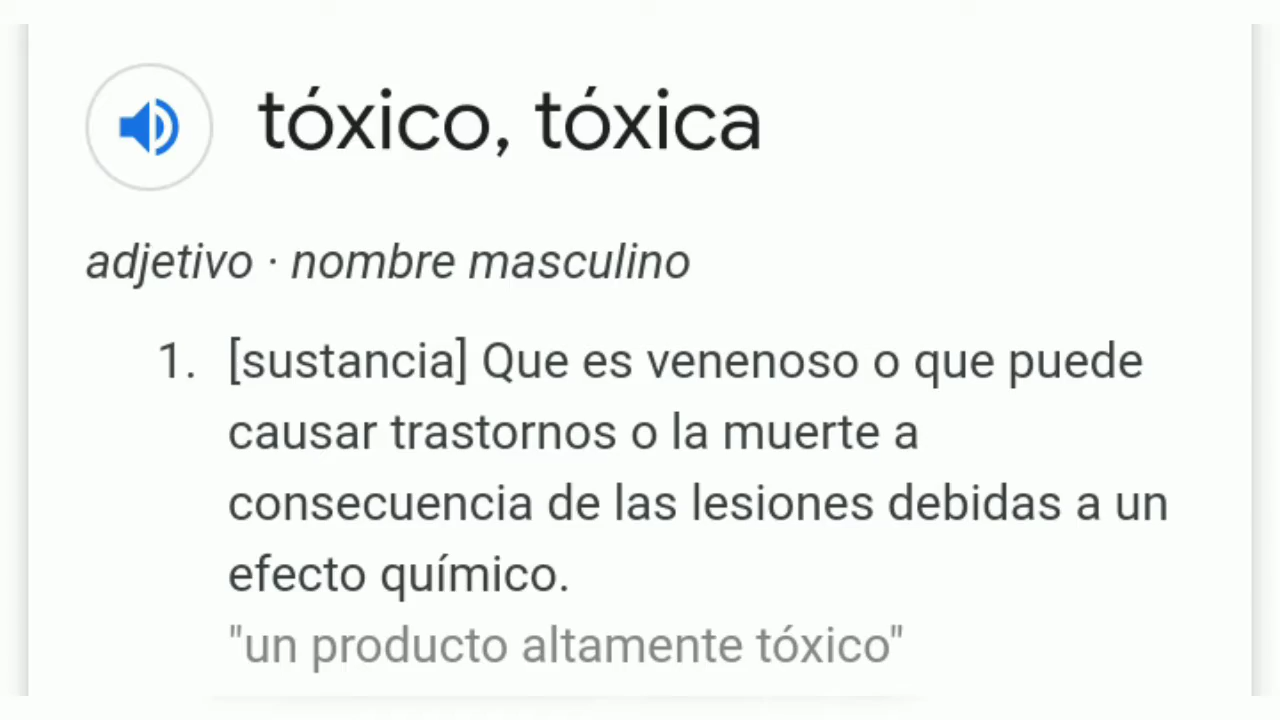 tóxico, tóxica
adjetivo · nombre masculino
1. [sustancia] Que es venenoso o que puede
causar trastornos o la muerte a
consecuencia de las lesiones debidas a un
efecto químico.
"un producto altamente tóxico"